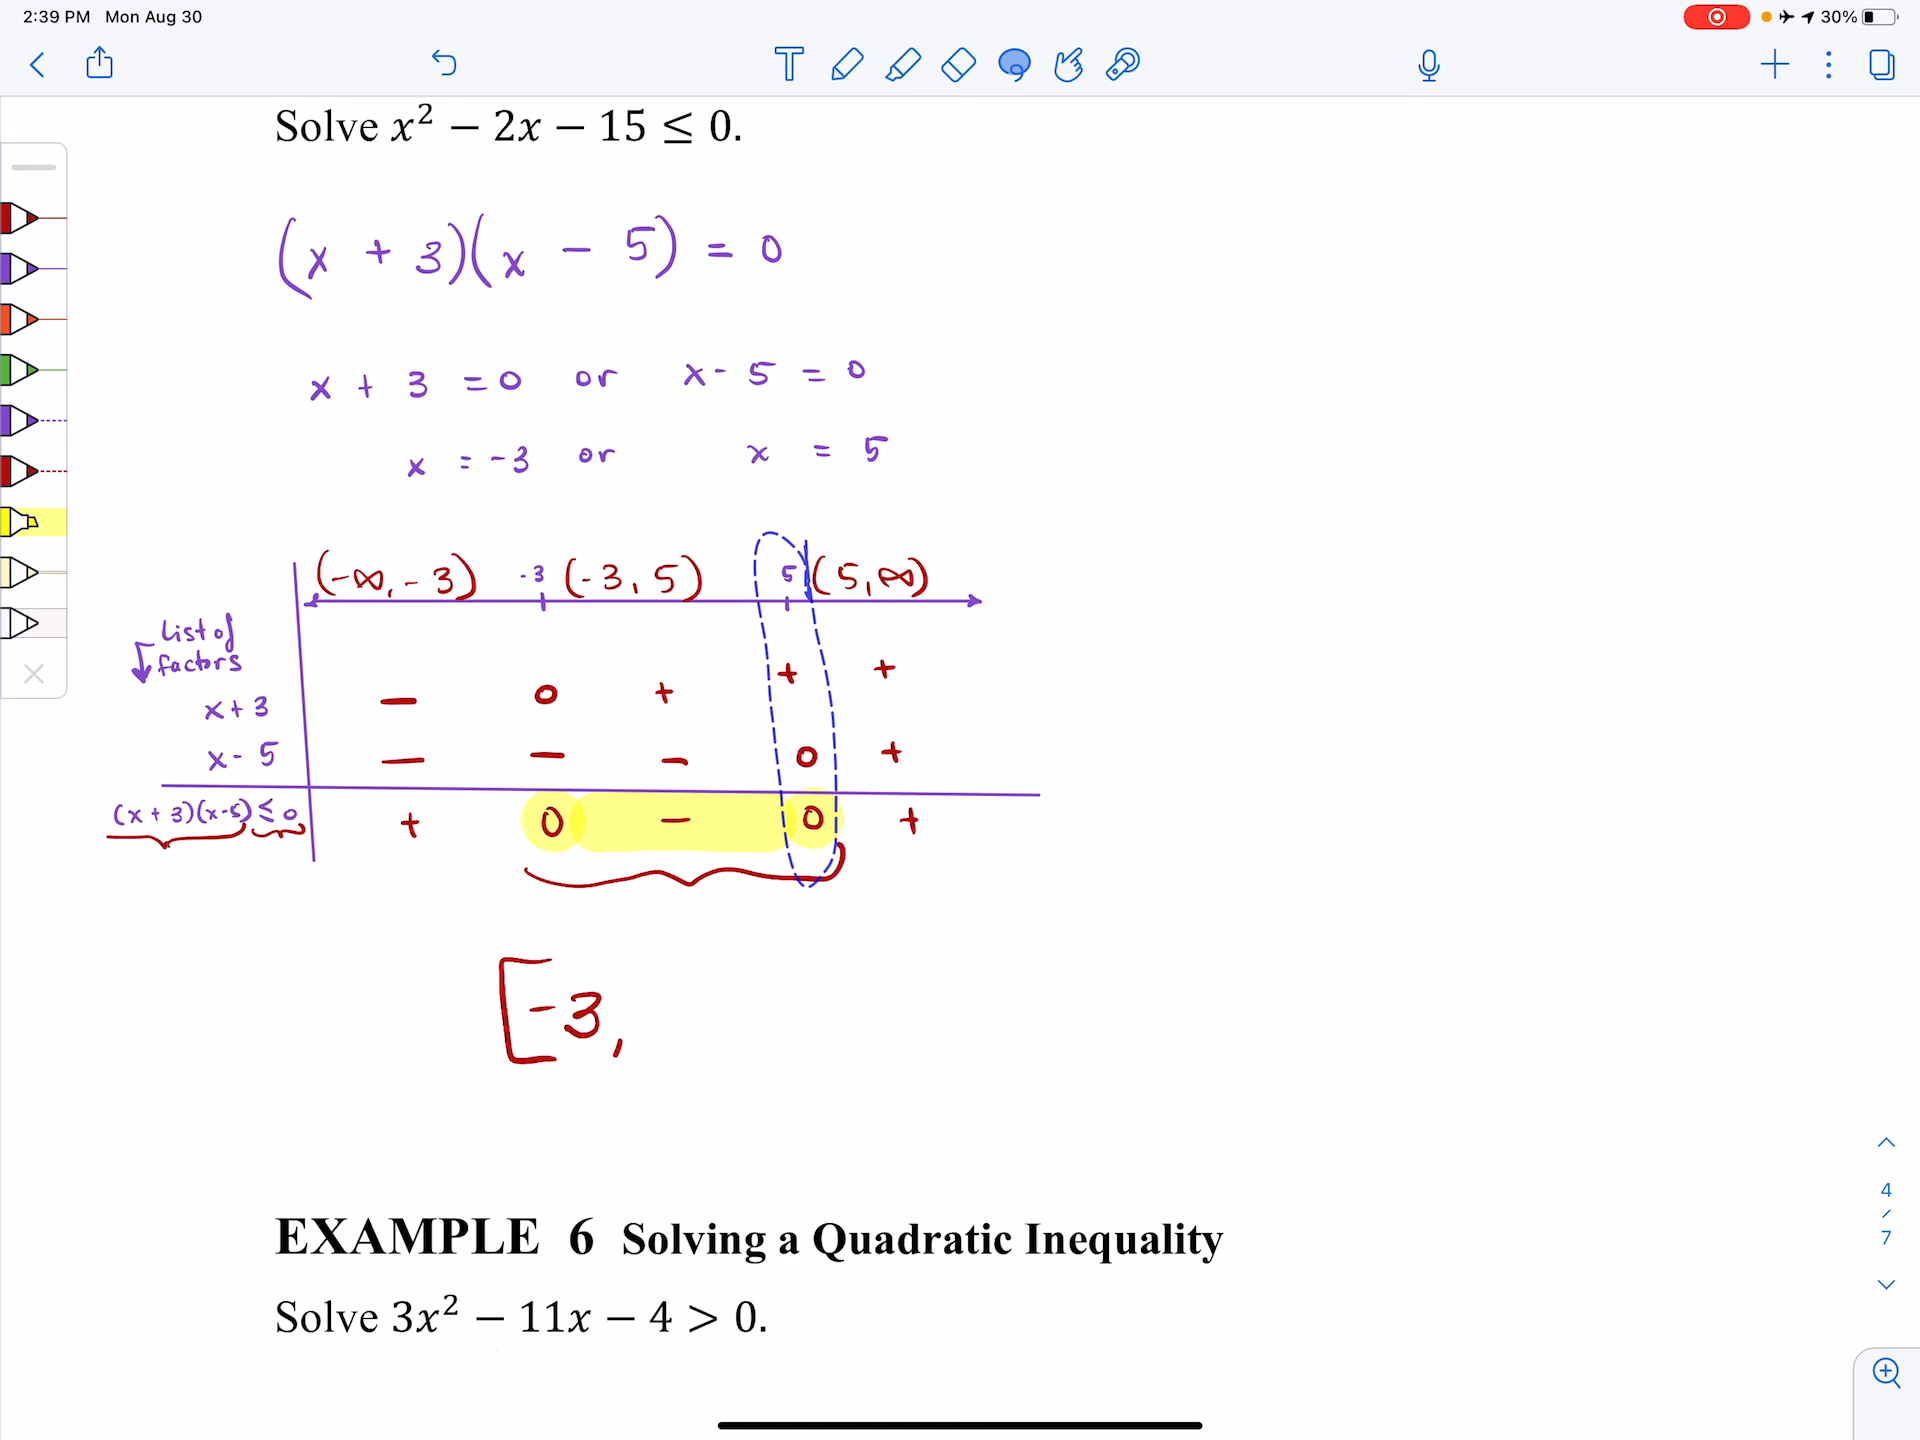 2:39 PM Mon Aug 30
30%
T
Solve x² − 2x − 15 ≤ 0.
(x + 3)(x − 5) = 0
x + 3 = 0 or x - 5 = 0
x = -3 or x = 5
(-∞, -3) -3 (-3, 5) 5 (5, ∞)
List of
factors
x + 3 − 0 + + +
x - 5 − − − 0 +
(x + 3)(x-5) ≤ 0 + 0 − 0 +
[-3,
4
/
7
EXAMPLE 6 Solving a Quadratic Inequality
Solve 3x² − 11x − 4 > 0.